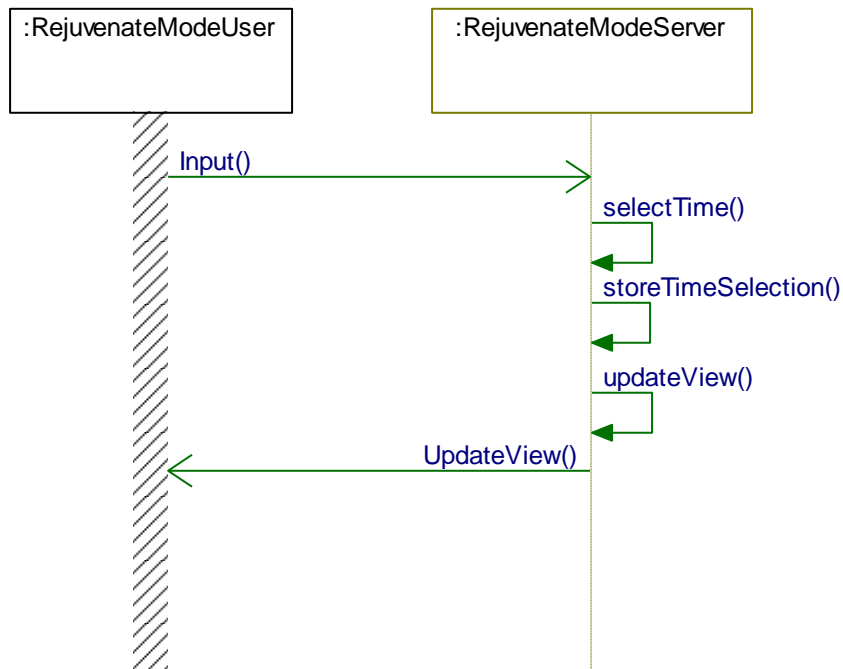 :RejuvenateModeUser
:RejuvenateModeServer
Input()
selectTime()
storeTimeSelection()
updateView()
UpdateView()